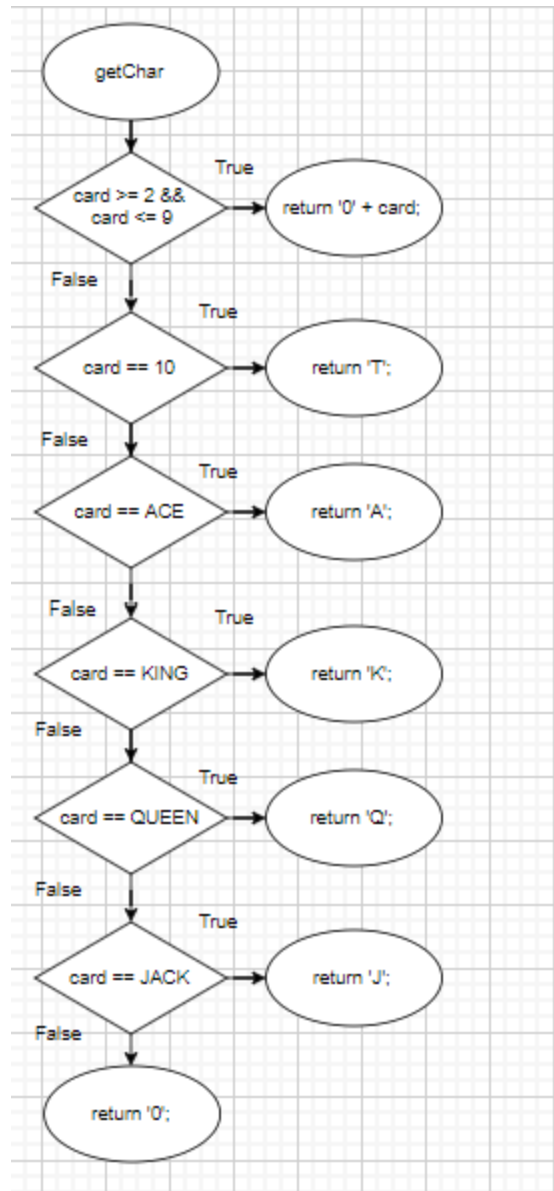 getChar
True
card >= 2 &&
card <= 9
return '0' + card;
False
True
card == 10
return 'T';
False
True
card == ACE
return 'A';
False
True
card == KING
return 'K';
False
True
card == QUEEN
return 'Q';
False
True
card == JACK
return 'J';
False
return '0';